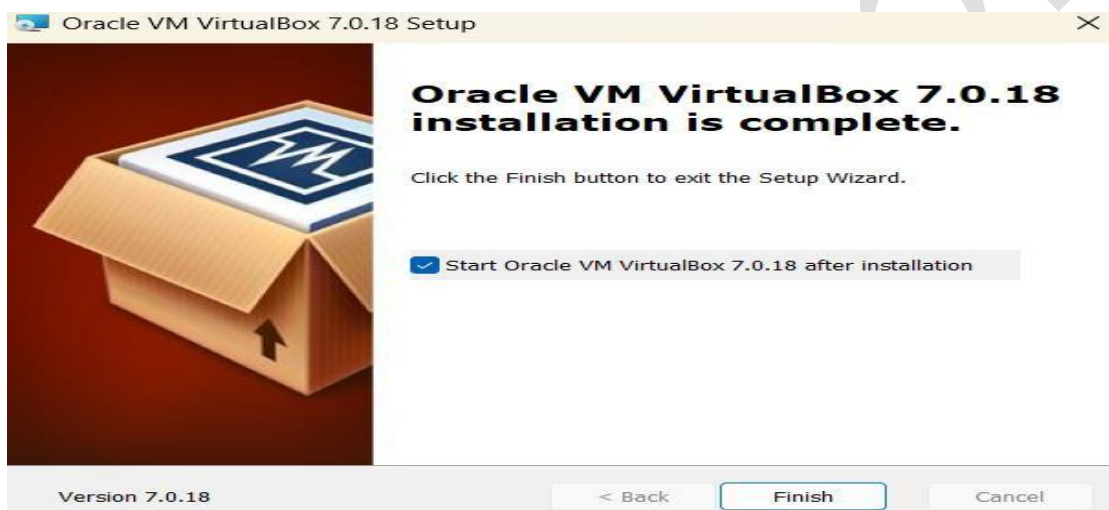 Oracle VM VirtualBox 7.0.18 Setup
Oracle VM VirtualBox 7.0.18
installation is complete.
Click the Finish button to exit the Setup Wizard.
Start Oracle VM VirtualBox 7.0.18 after installation
Version 7.0.18
< Back Finish Cancel